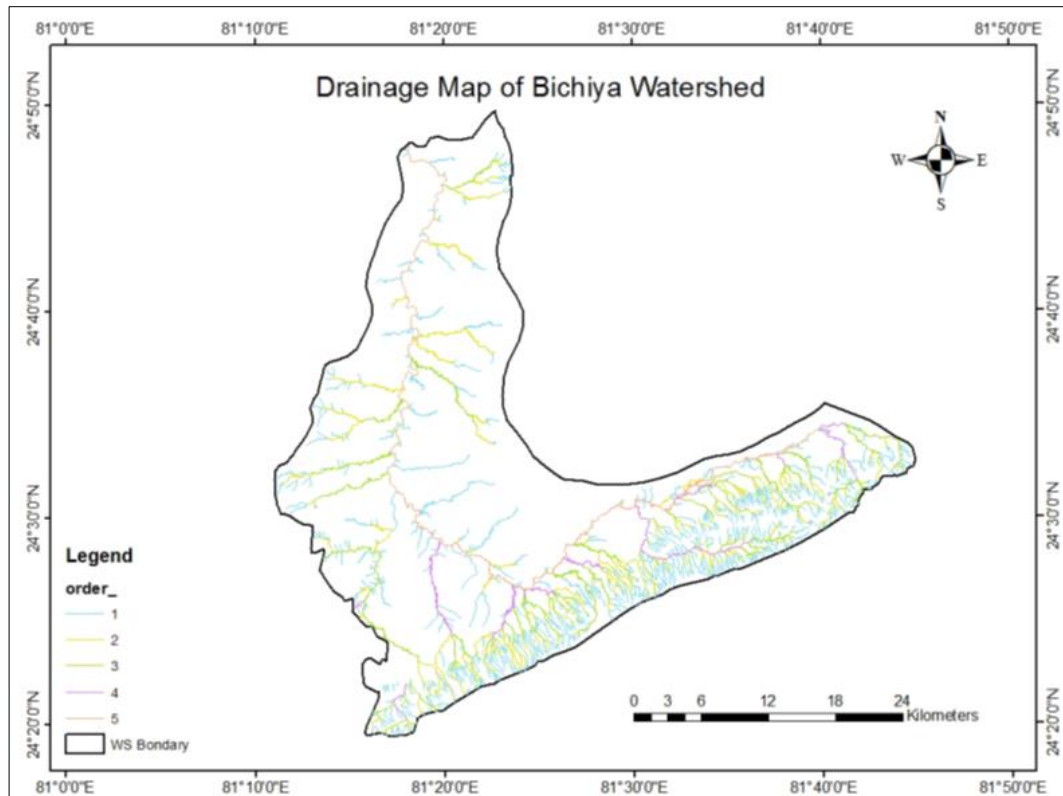 81°0'0"E 81°10'0"E 81°20'0"E 81°30'0"E 81°40'0"E 81°50'0"E
Drainage Map of Bichiya Watershed
N
W E
S
24°50'0"N 24°50'0"N
24°40'0"N 24°40'0"N
24°30'0"N 24°30'0"N
24°20'0"N 24°20'0"N
Legend
order_
1
2
3
4
5
WS Bondary
0 3 6 12 18 24
Kilometers
81°0'0"E 81°10'0"E 81°20'0"E 81°30'0"E 81°40'0"E 81°50'0"E